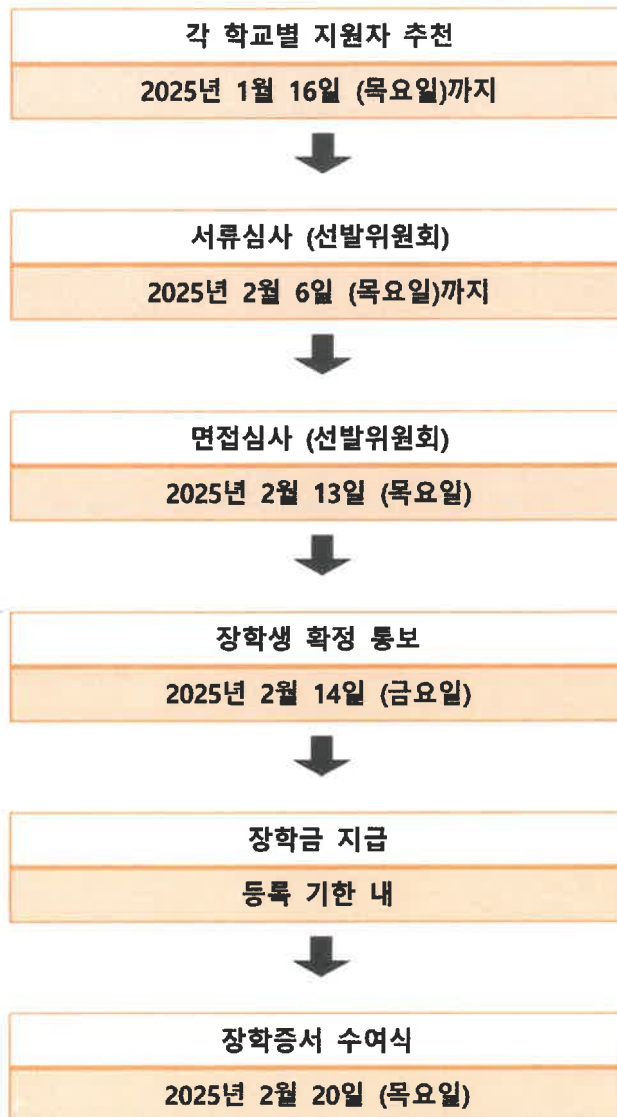 각 학교별 지원자 추천
2025년 1월 16일 (목요일)까지
서류심사 (선발위원회)
2025년 2월 6일 (목요일)까지
면접심사 (선발위원회)
2025년 2월 13일 (목요일)
장학생 확정 통보
2025년 2월 14일 (금요일)
장학금 지급
등록 기한 내
장학증서 수여식
2025년 2월 20일 (목요일)